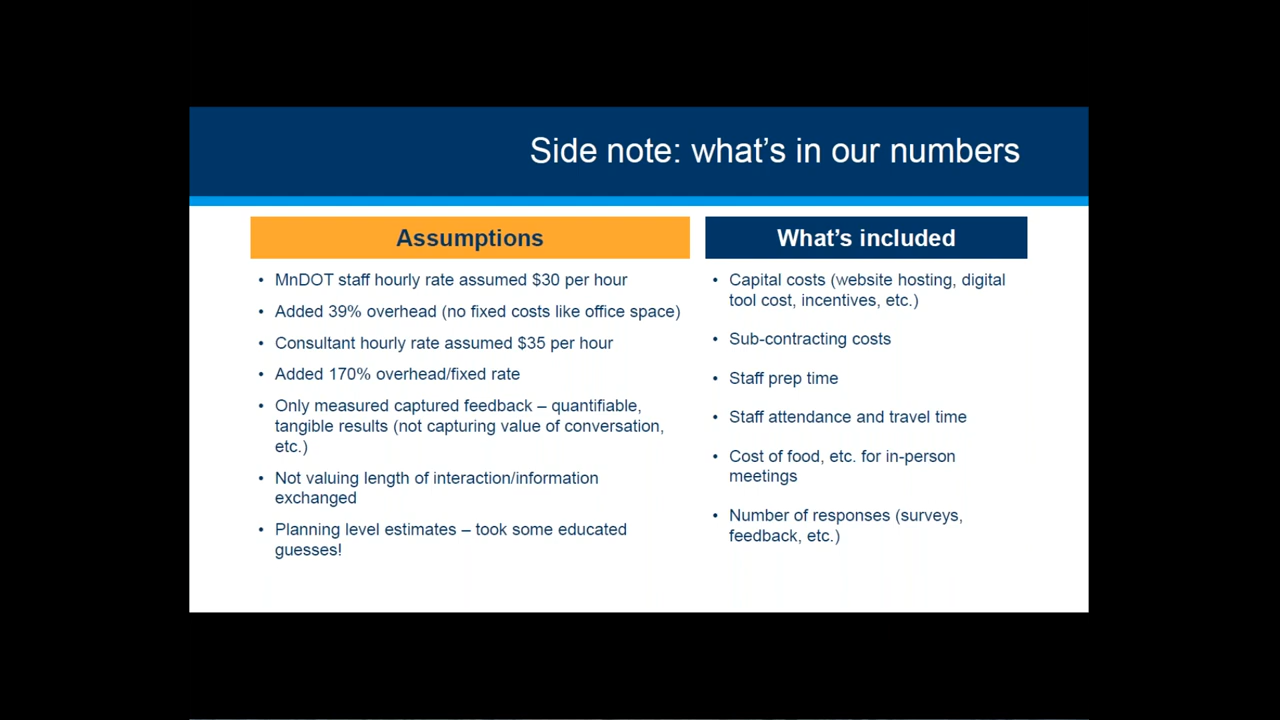 Side note: what's in our numbers
Assumptions
• MnDOT staff hourly rate assumed $30 per hour
• Added 39% overhead (no fixed costs like office space)
• Consultant hourly rate assumed $35 per hour
• Added 170% overhead/fixed rate
• Only measured captured feedback – quantifiable,
tangible results (not capturing value of conversation,
etc.)
• Not valuing length of interaction/information
exchanged
• Planning level estimates – took some educated
guesses!
What's included
• Capital costs (website hosting, digital
tool cost, incentives, etc.)
• Sub-contracting costs
• Staff prep time
• Staff attendance and travel time
• Cost of food, etc. for in-person
meetings
• Number of responses (surveys,
feedback, etc.)